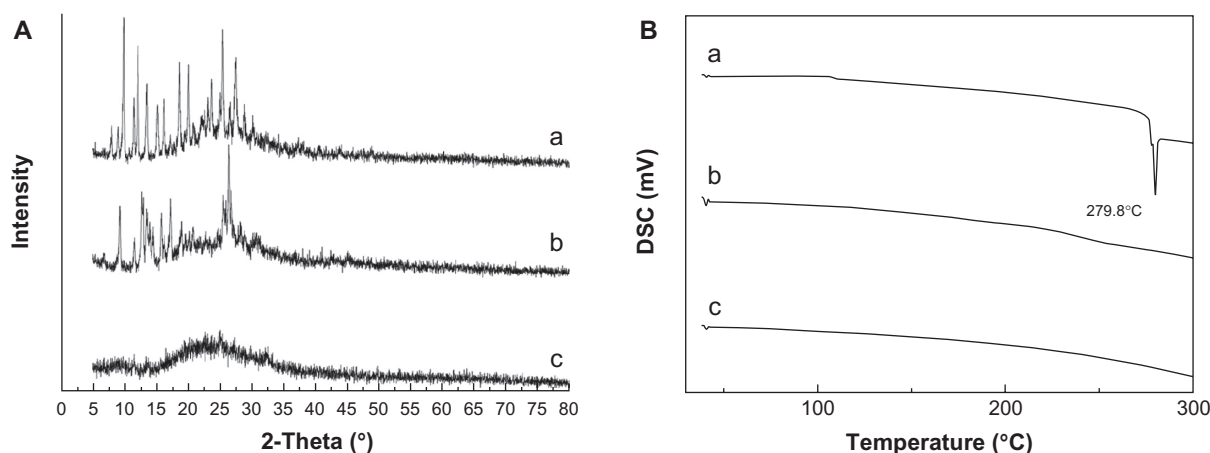 A
Intensity
a
b
c
0 5 10 15 20 25 30 35 40 45 50 55 60 65 70 75 80
2-Theta (°)
B
DSC (mV)
a
279.8°C
b
c
100 200 300
Temperature (°C)